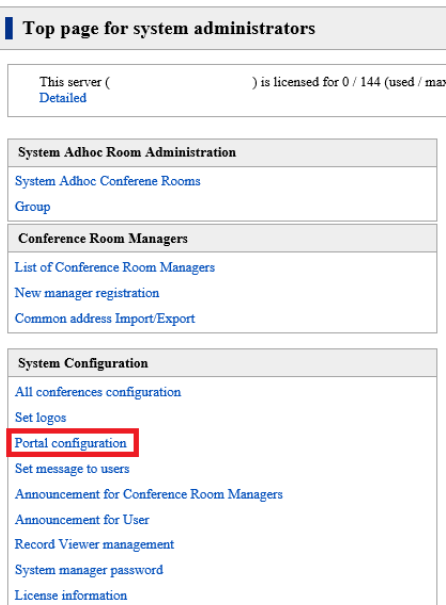 Top page for system administrators
This server ( ) is licensed for 0 / 144 (used / max
Detailed
System Adhoc Room Administration
System Adhoc Conferene Rooms
Group
Conference Room Managers
List of Conference Room Managers
New manager registration
Common address Import/Export
System Configuration
All conferences configuration
Set logos
Portal configuration
Set message to users
Announcement for Conference Room Managers
Announcement for User
Record Viewer management
System manager password
License information